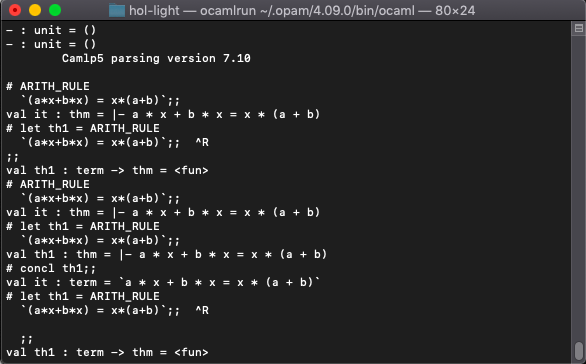 hol-light — ocamlrun ~/.opam/4.09.0/bin/ocaml — 80×24
- : unit = ()
- : unit = ()
        Camlp5 parsing version 7.10

# ARITH_RULE
  `(a*x+b*x) = x*(a+b)`;;
val it : thm = |- a * x + b * x = x * (a + b)
# let th1 = ARITH_RULE
  `(a*x+b*x) = x*(a+b)`;;  ^R
;;
val th1 : term -> thm = <fun>
# ARITH_RULE
  `(a*x+b*x) = x*(a+b)`;;
val it : thm = |- a * x + b * x = x * (a + b)
# let th1 = ARITH_RULE
  `(a*x+b*x) = x*(a+b)`;;
val th1 : thm = |- a * x + b * x = x * (a + b)
# concl th1;;
val it : term = `a * x + b * x = x * (a + b)`
# let th1 = ARITH_RULE
  `(a*x+b*x) = x*(a+b)`;;  ^R

  ;;
val th1 : term -> thm = <fun>